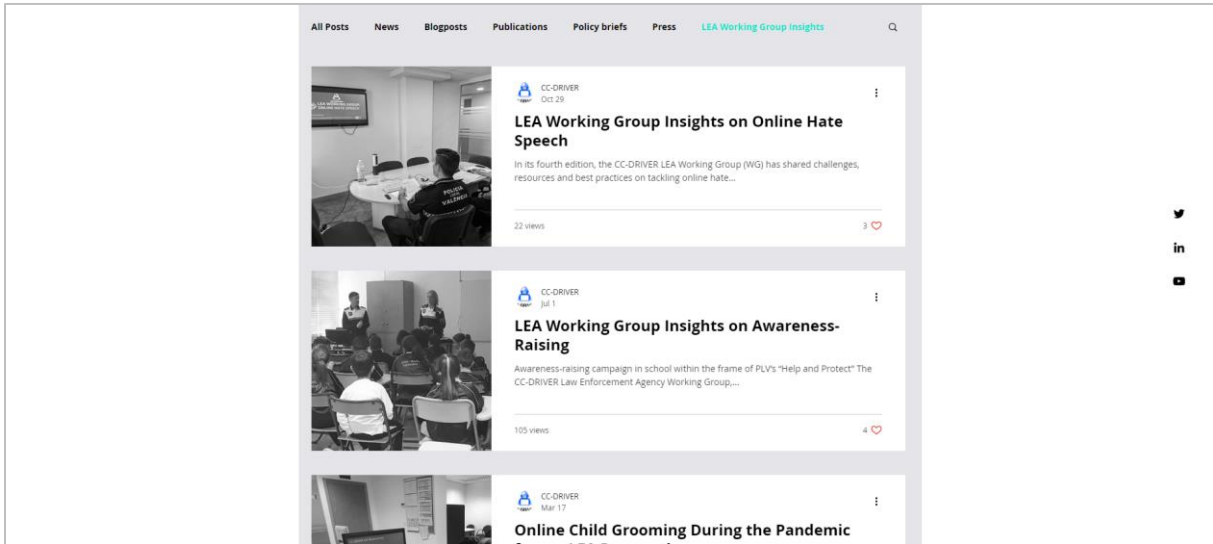 All Posts News Blogposts Publications Policy briefs Press LEA Working Group Insights
CC-DRIVER
Oct 29
LEA Working Group Insights on Online Hate
Speech
In its fourth edition, the CC-DRIVER LEA Working Group (WG) has shared challenges,
resources and best practices on tackling online hate...
22 views 3
POLICIA
LOCAL
VALÈNCIA
CC-DRIVER
Jul 1
LEA Working Group Insights on Awareness-
Raising
Awareness-raising campaign in school within the frame of PLV's "Help and Protect" The
CC-DRIVER Law Enforcement Agency Working Group,...
105 views 4
CC-DRIVER
Mar 17
Online Child Grooming During the Pandemic
in